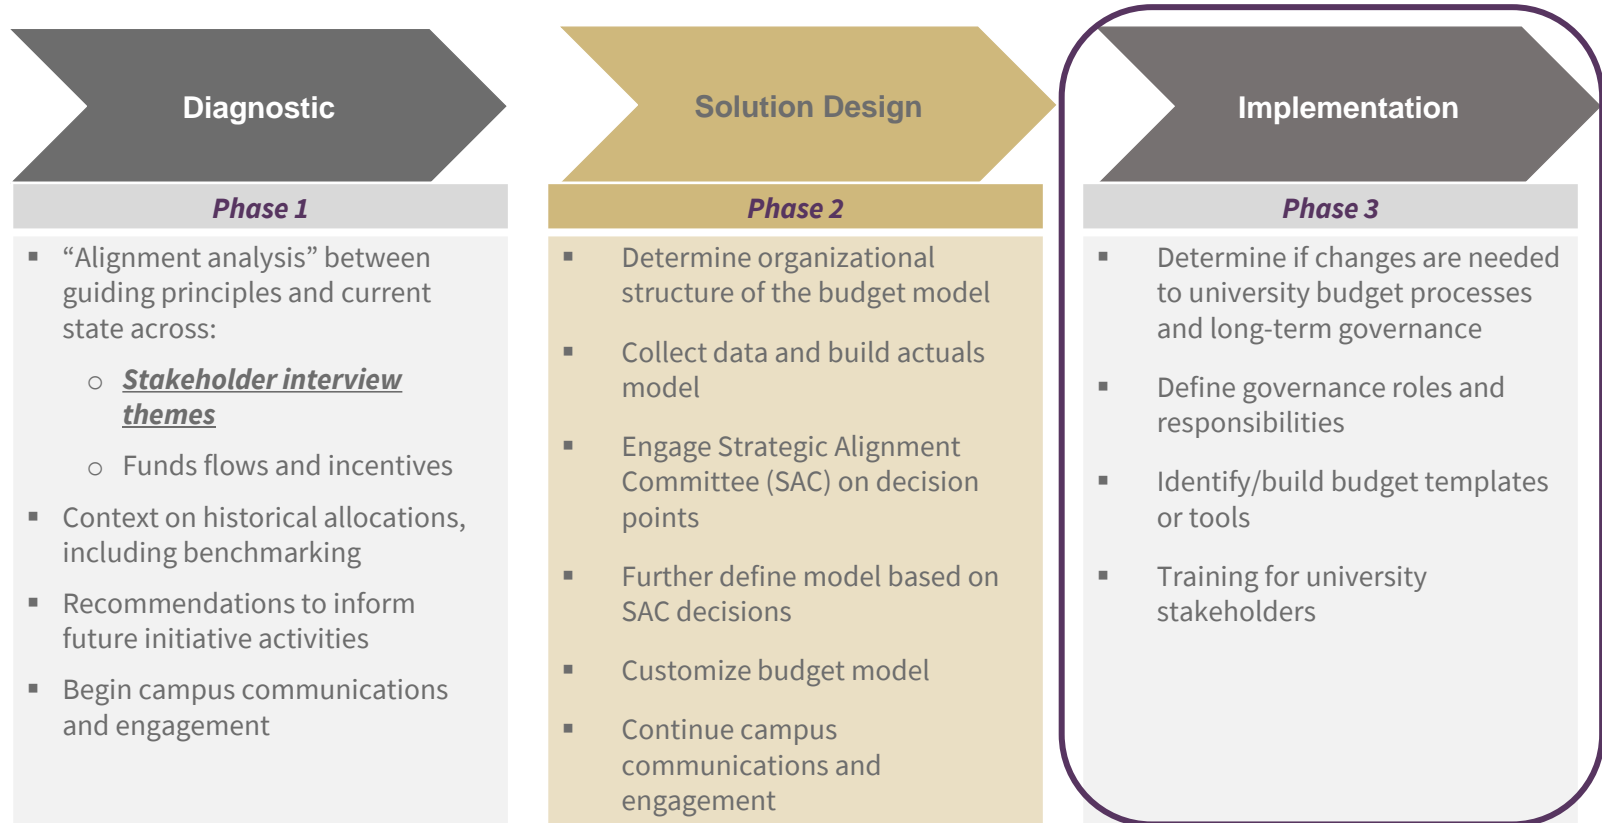 Diagnostic
Phase 1
▪ “Alignment analysis” between
guiding principles and current
state across:
o Stakeholder interview
themes
o Funds flows and incentives
▪ Context on historical allocations,
including benchmarking
▪ Recommendations to inform
future initiative activities
▪ Begin campus communications
and engagement
Solution Design
Phase 2
▪ Determine organizational
structure of the budget model
▪ Collect data and build actuals
model
▪ Engage Strategic Alignment
Committee (SAC) on decision
points
▪ Further define model based on
SAC decisions
▪ Customize budget model
▪ Continue campus
communications and
engagement
Implementation
Phase 3
▪ Determine if changes are needed
to university budget processes
and long-term governance
▪ Define governance roles and
responsibilities
▪ Identify/build budget templates
or tools
▪ Training for university
stakeholders